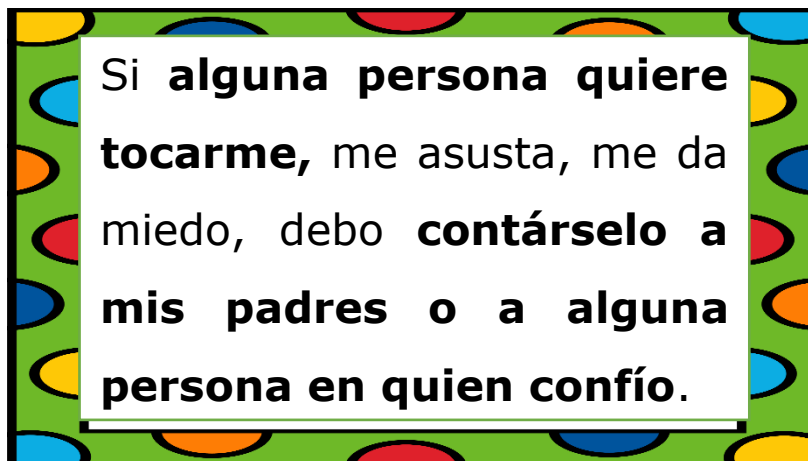 Si alguna persona quiere
tocarme, me asusta, me da
miedo, debo contárselo a
mis padres o a alguna
persona en quien confío.